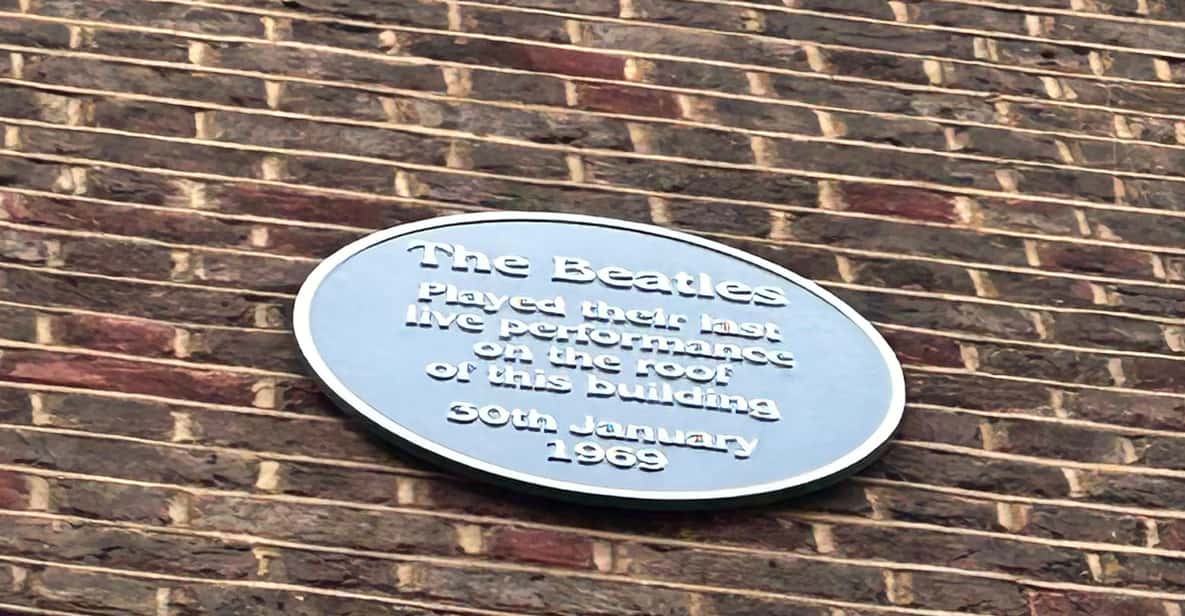 The Beatles
Played their last
live performance
on the roof
of this building
30th January
1969